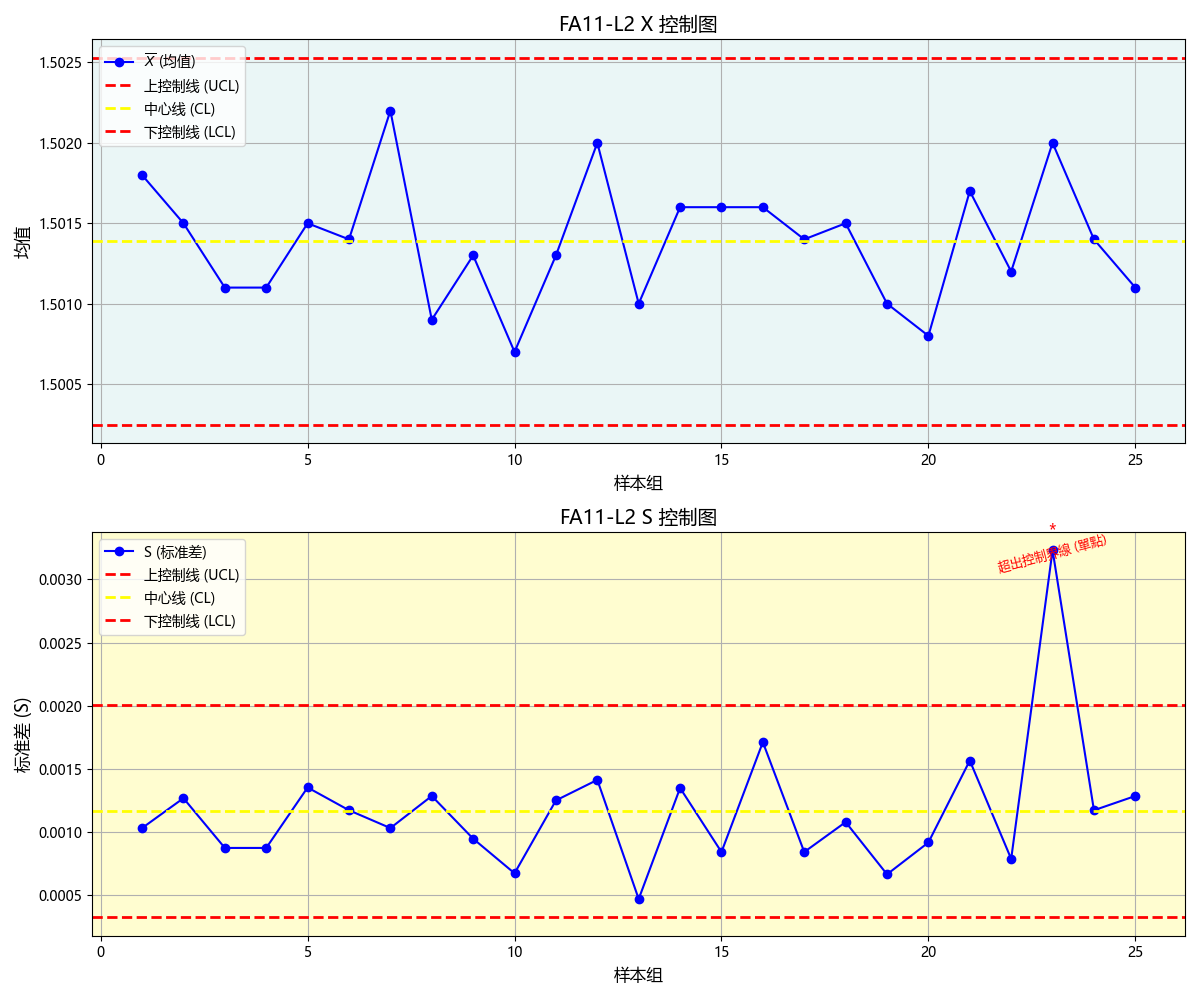 FA11-L2 X 控制图
X (均值)
上控制线 (UCL)
中心线 (CL)
下控制线 (LCL)
均值
1.5025
1.5020
1.5015
1.5010
1.5005
0 5 10 15 20 25
样本组
FA11-L2 S 控制图
S (标准差)
上控制线 (UCL)
中心线 (CL)
下控制线 (LCL)
*
超出控制界線 (單點)
标准差 (S)
0.0030
0.0025
0.0020
0.0015
0.0010
0.0005
0 5 10 15 20 25
样本组